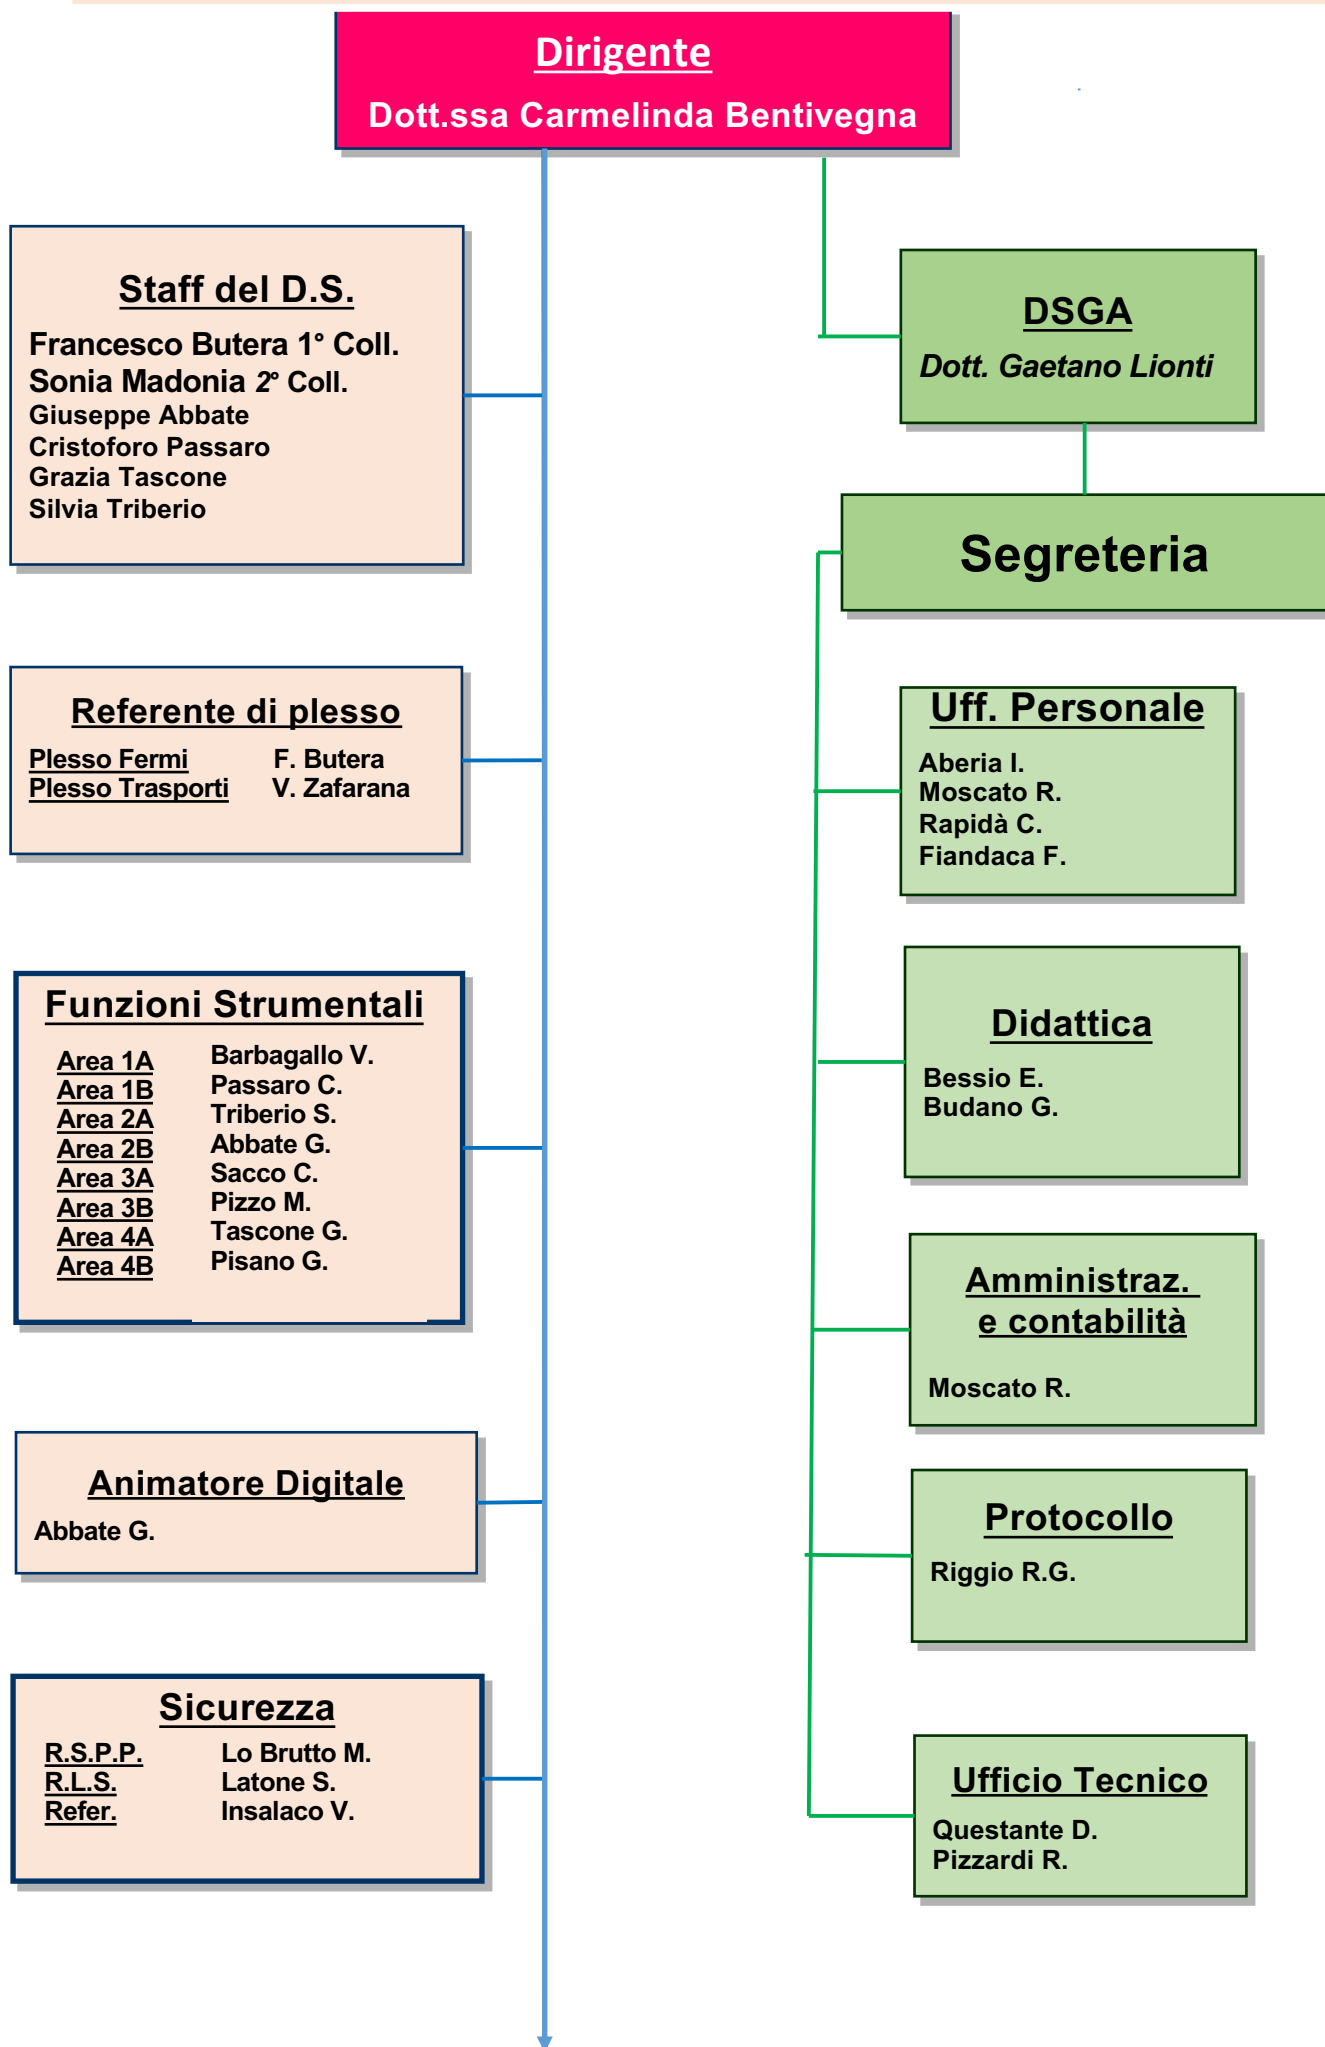 Dirigente
Dott.ssa Carmelinda Bentivegna
Staff del D.S.
Francesco Butera 1° Coll.
Sonia Madonia 2° Coll.
Giuseppe Abbate
Cristoforo Passaro
Grazia Tascone
Silvia Triberio
Referente di plesso
Plesso Fermi F. Butera
Plesso Trasporti V. Zafarana
Funzioni Strumentali
Area 1A Barbagallo V.
Area 1B Passaro C.
Area 2A Triberio S.
Area 2B Abbate G.
Area 3A Sacco C.
Area 3B Pizzo M.
Area 4A Tascone G.
Area 4B Pisano G.
Animatore Digitale
Abbate G.
Sicurezza
R.S.P.P. Lo Brutto M.
R.L.S. Latone S.
Refer. Insalaco V.
DSGA
Dott. Gaetano Lionti
Segreteria
Uff. Personale
Aberia I.
Moscato R.
Rapidà C.
Fiandaca F.
Didattica
Bessio E.
Budano G.
Amministraz.
e contabilità
Moscato R.
Protocollo
Riggio R.G.
Ufficio Tecnico
Questante D.
Pizzardi R.